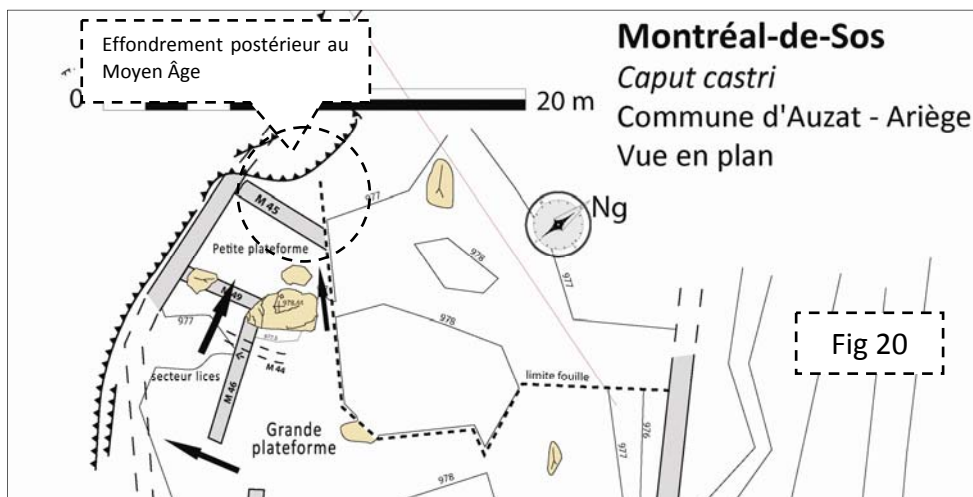 Effondrement postérieur au
Moyen Âge
0
20 m
Montréal-de-Sos
Caput castri
Commune d'Auzat - Ariège
Vue en plan
Ng
977
M 45
Petite plateforme
978
977
M 49
977
978
M 44
secteur lices
M 46
limite fouille
Fig 20
Grande
plateforme
977
976
978